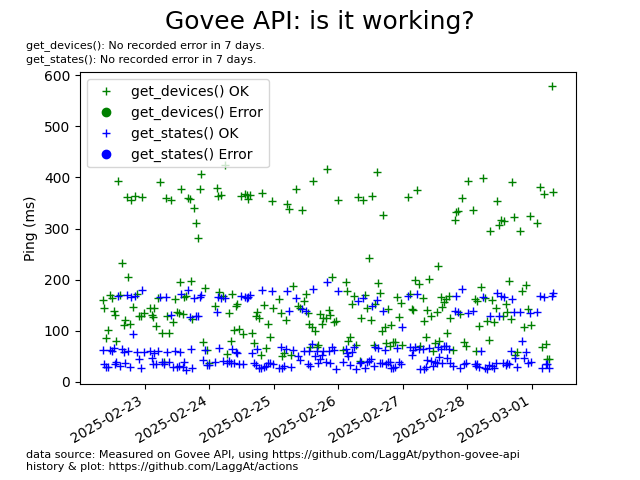 Govee API: is it working?
get_devices(): No recorded error in 7 days.
get_states(): No recorded error in 7 days.
get_devices() OK
get_devices() Error
get_states() OK
get_states() Error
Ping (ms)
600
500
400
300
200
100
0
2025-02-23
2025-02-24
2025-02-25
2025-02-26
2025-02-27
2025-02-28
2025-03-01
data source: Measured on Govee API, using https://github.com/LaggAt/python-govee-api
history & plot: https://github.com/LaggAt/actions